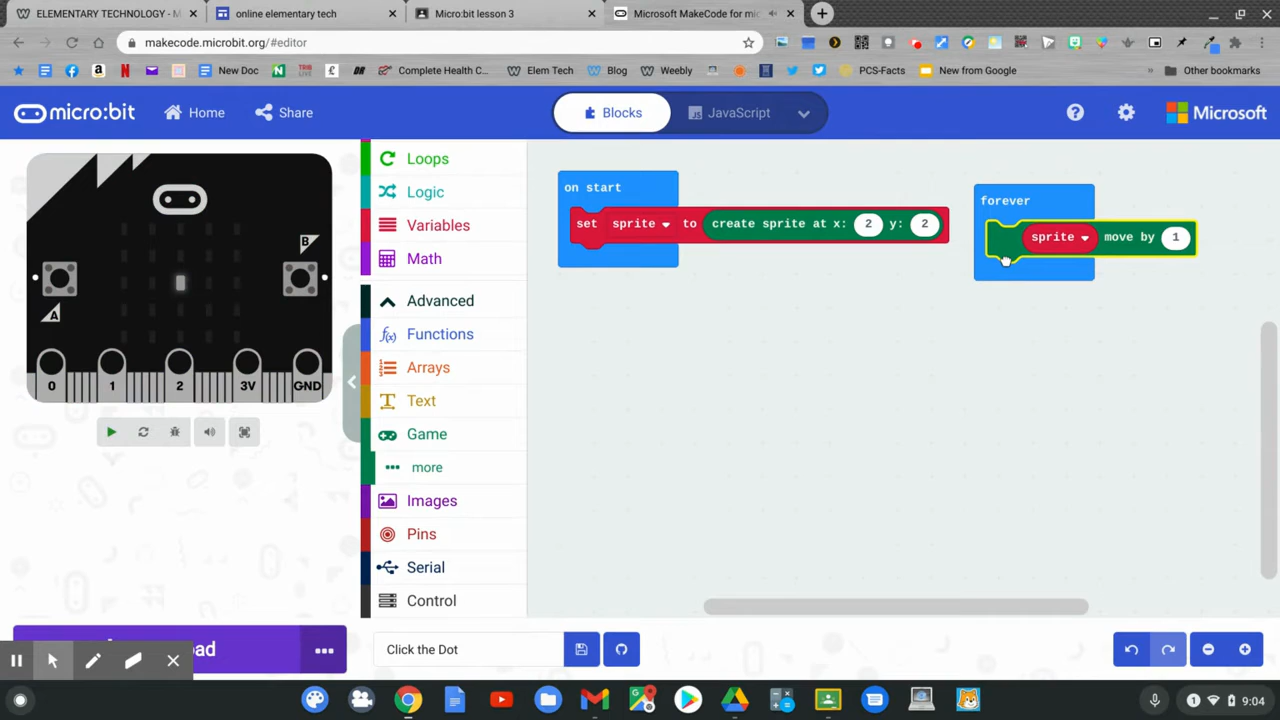 ELEMENTARY TECHNOLOGY - M
online elementary tech
Micro:bit lesson 3
Microsoft MakeCode for mic
makecode.microbit.org/#editor
New Doc
Complete Health C...
Elem Tech
Blog
Weebly
PCS-Facts
New from Google
Other bookmarks
micro:bit
Home
Share
Blocks
JavaScript
Microsoft
A
B
0
1
2
3V
GND
Loops
Logic
Variables
Math
Advanced
Functions
Arrays
Text
Game
more
Images
Pins
Serial
Control
on start
set sprite to create sprite at x: 2 y: 2
forever
sprite move by 1
oad
Click the Dot
1
9:04